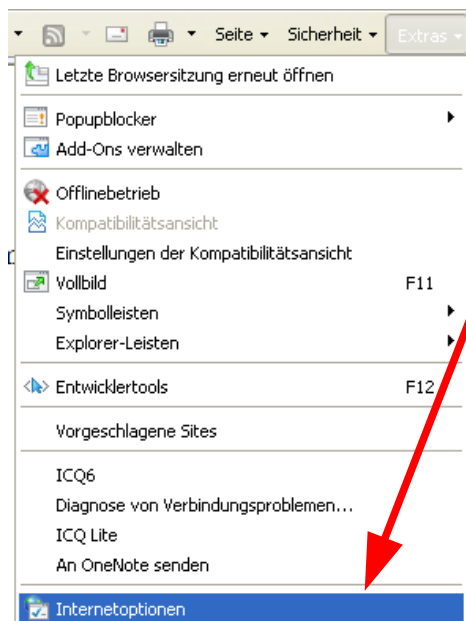 Seite Sicherheit Extras
Letzte Browsersitzung erneut öffnen
Popupblocker
Add-Ons verwalten
Offlinebetrieb
Kompatibilitätsansicht
Einstellungen der Kompatibilitätsansicht
Vollbild F11
Symbolleisten
Explorer-Leisten
Entwicklertools F12
Vorgeschlagene Sites
ICQ6
Diagnose von Verbindungsproblemen...
ICQ Lite
An OneNote senden
Internetoptionen